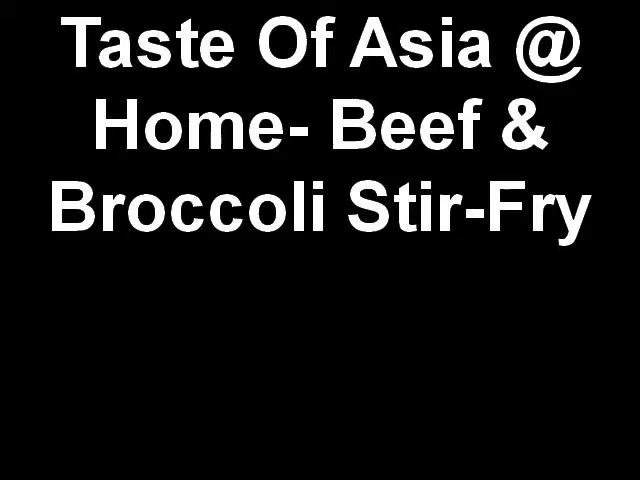 Taste Of Asia @
Home- Beef &
Broccoli Stir-Fry